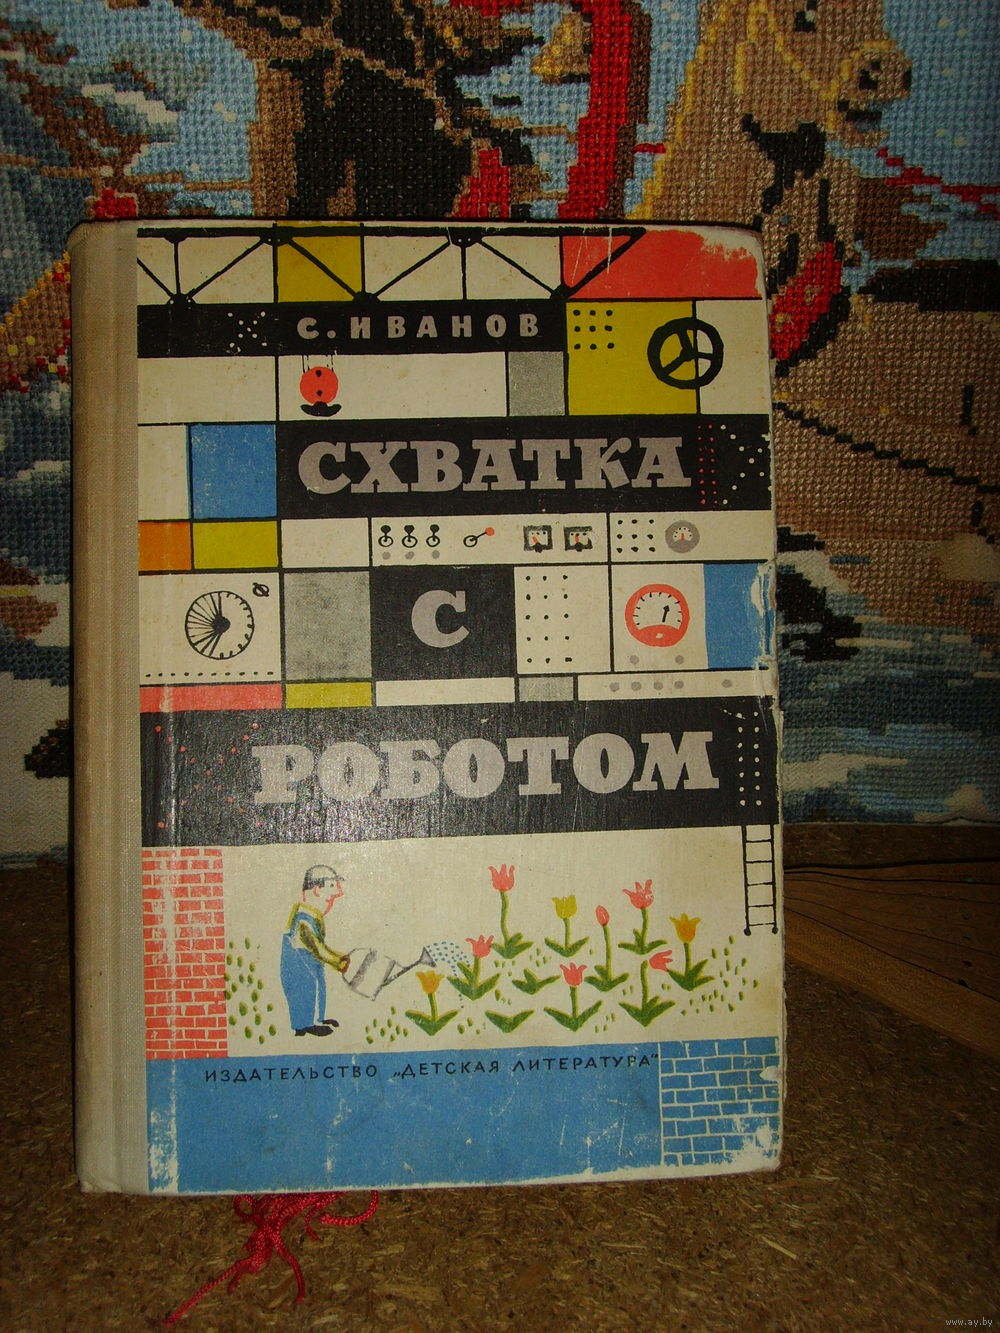 С. ИВАНОВ
СХВАТКА
С
РОБОТОМ
ИЗДАТЕЛЬСТВО „ДЕТСКАЯ ЛИТЕРАТУРА"
www.ay.by